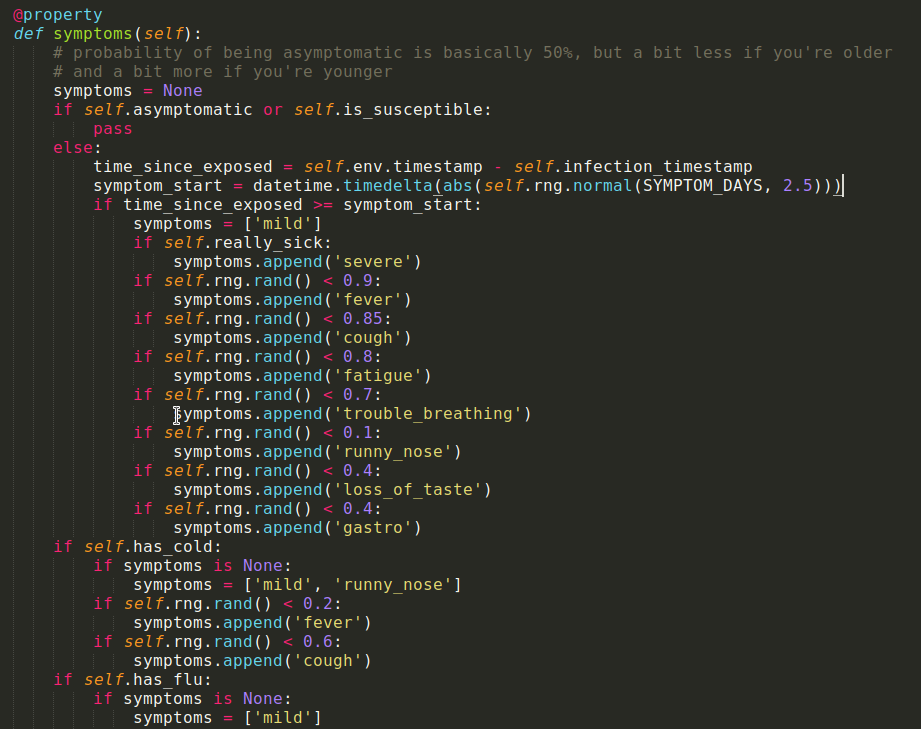 @property
def symptoms(self):
    # probability of being asymptomatic is basically 50%, but a bit less if you're older
    # and a bit more if you're younger
    symptoms = None
    if self.asymptomatic or self.is_susceptible:
        pass
    else:
        time_since_exposed = self.env.timestamp - self.infection_timestamp
        symptom_start = datetime.timedelta(abs(self.rng.normal(SYMPTOM_DAYS, 2.5)))
        if time_since_exposed >= symptom_start:
            symptoms = ['mild']
            if self.really_sick:
                symptoms.append('severe')
            if self.rng.rand() < 0.9:
                symptoms.append('fever')
            if self.rng.rand() < 0.85:
                symptoms.append('cough')
            if self.rng.rand() < 0.8:
                symptoms.append('fatigue')
            if self.rng.rand() < 0.7:
                symptoms.append('trouble_breathing')
            if self.rng.rand() < 0.1:
                symptoms.append('runny_nose')
            if self.rng.rand() < 0.4:
                symptoms.append('loss_of_taste')
            if self.rng.rand() < 0.4:
                symptoms.append('gastro')
    if self.has_cold:
        if symptoms is None:
            symptoms = ['mild', 'runny_nose']
        if self.rng.rand() < 0.2:
            symptoms.append('fever')
        if self.rng.rand() < 0.6:
            symptoms.append('cough')
    if self.has_flu:
        if symptoms is None:
            symptoms = ['mild']